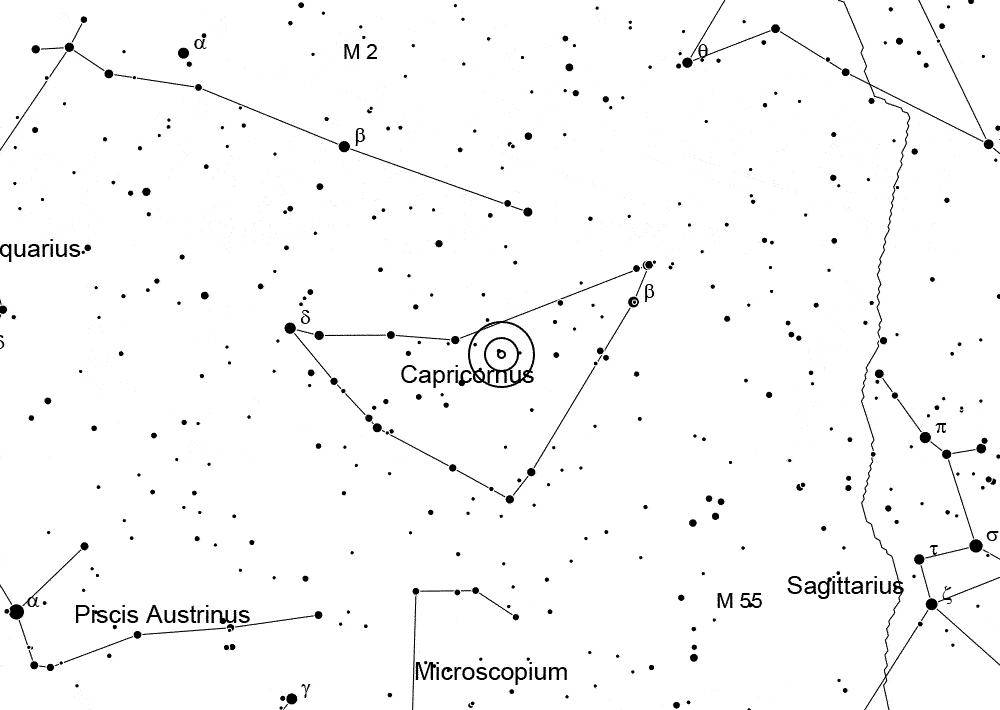 α
M 2
θ
β
quarius
β
δ
δ
Capricornus
π
σ
τ
α
Sagittarius
ζ
M 55
Piscis Austrinus
Microscopium
γ